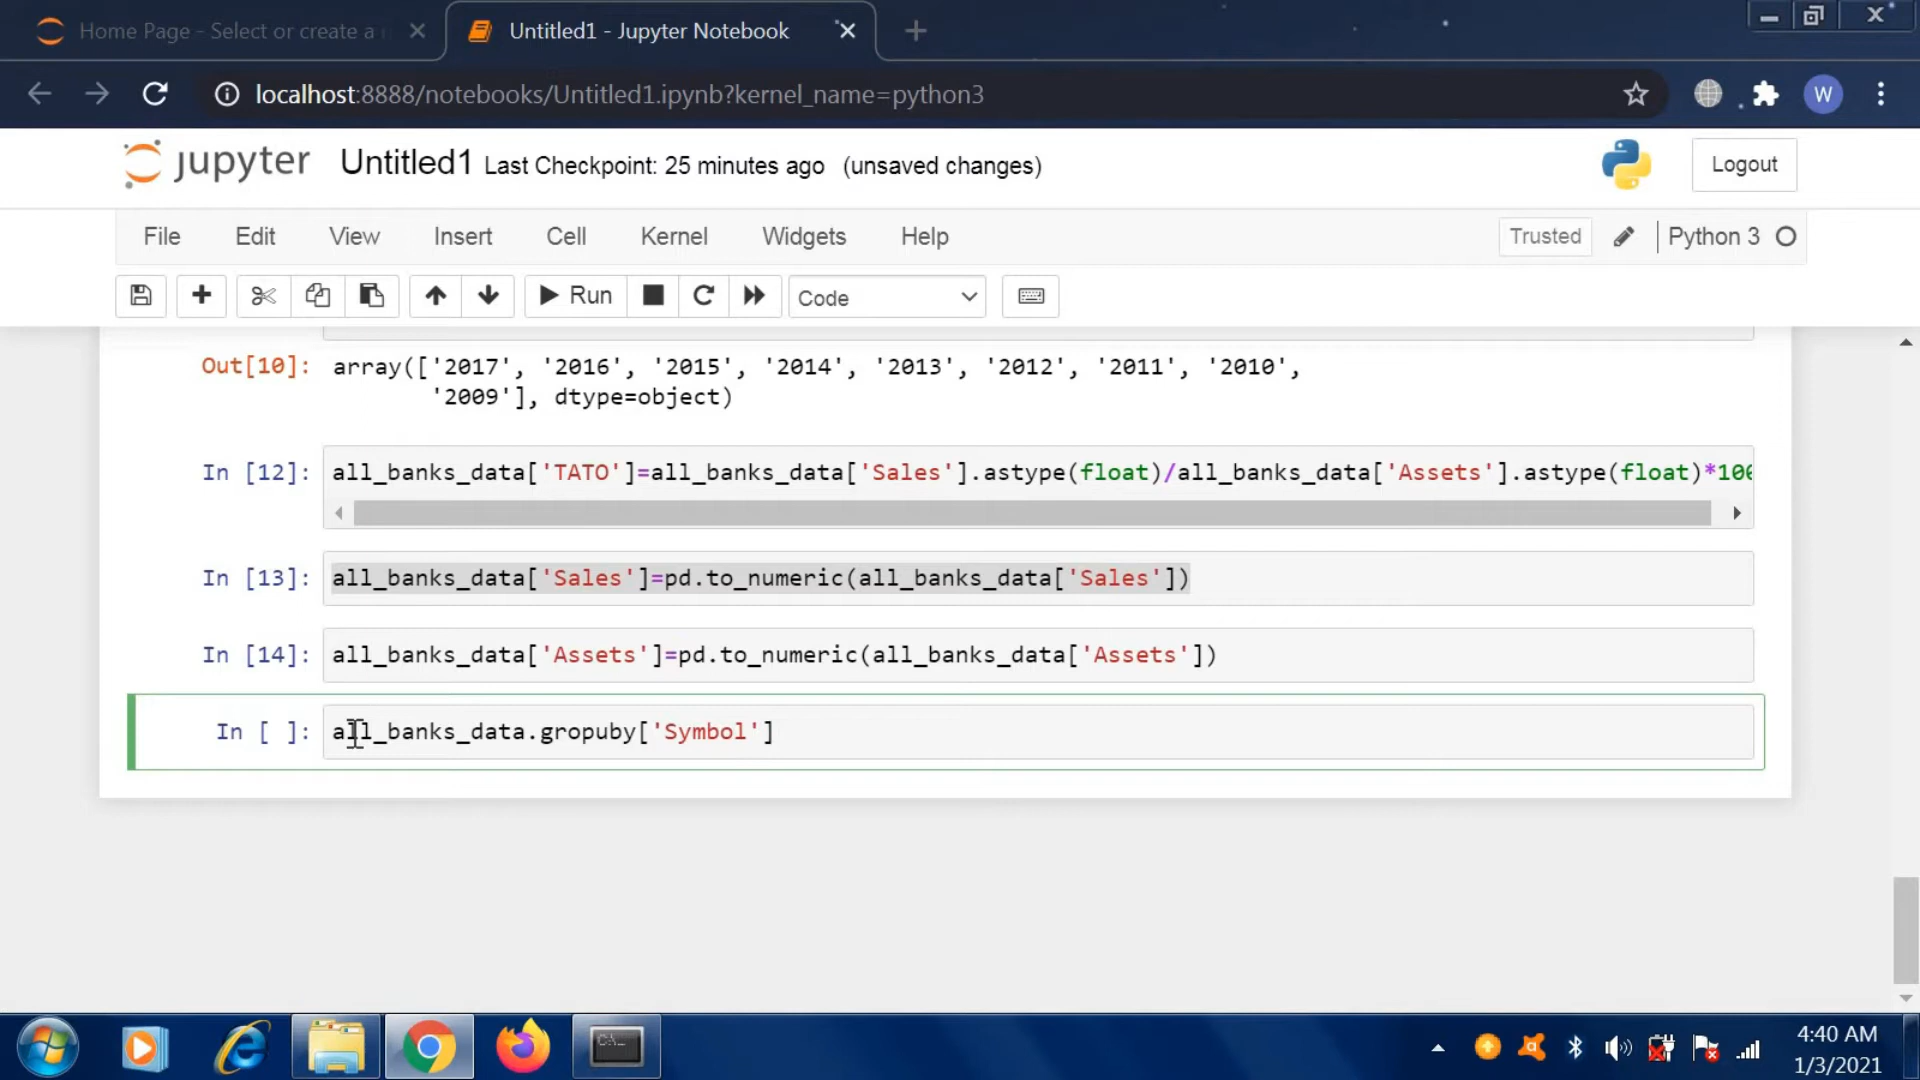 Home Page - Select or create a n
Untitled1 - Jupyter Notebook
localhost:8888/notebooks/Untitled1.ipynb?kernel_name=python3
W
jupyter Untitled1 Last Checkpoint: 25 minutes ago (unsaved changes)
Logout
File Edit View Insert Cell Kernel Widgets Help
Trusted
Python 3
Run
Code
Out[10]: array(['2017', '2016', '2015', '2014', '2013', '2012', '2011', '2010',
'2009'], dtype=object)
In [12]: all_banks_data['TATO']=all_banks_data['Sales'].astype(float)/all_banks_data['Assets'].astype(float)*100
In [13]: all_banks_data['Sales']=pd.to_numeric(all_banks_data['Sales'])
In [14]: all_banks_data['Assets']=pd.to_numeric(all_banks_data['Assets'])
In [ ]: all_banks_data.gropuby['Symbol']
4:40 AM
1/3/2021